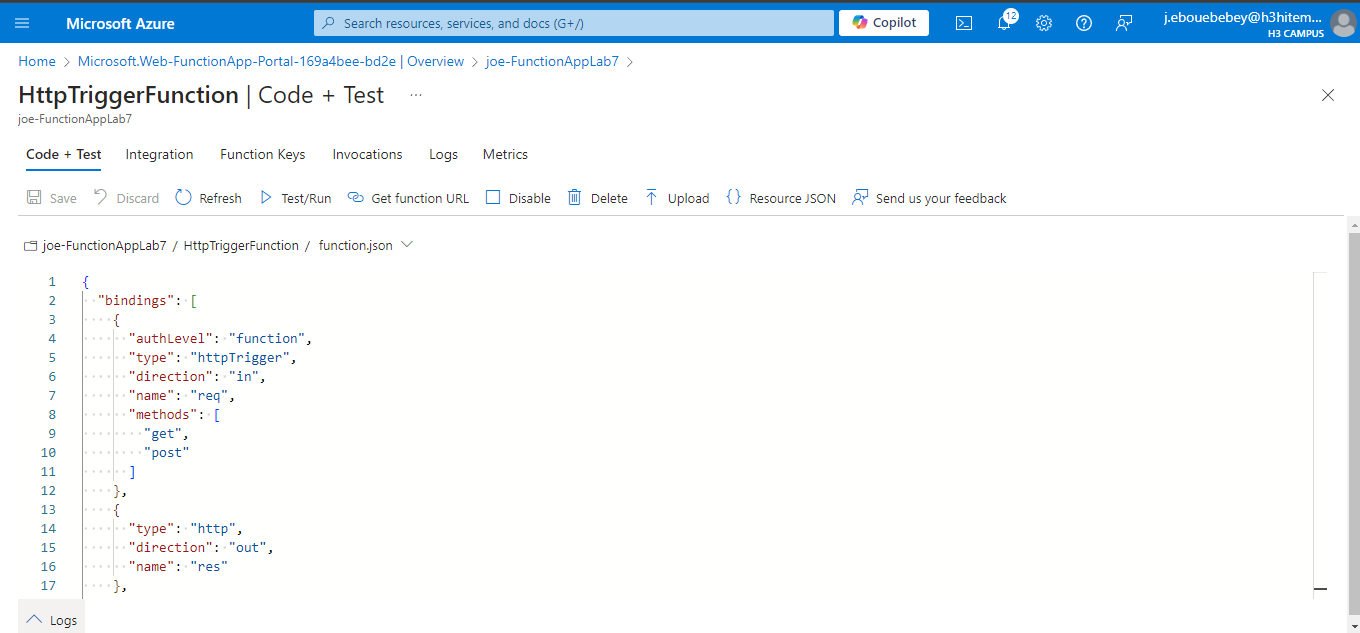 Microsoft Azure
Search resources, services, and docs (G+/)
Copilot
12
j.ebouebebey@h3hitem...
H3 CAMPUS
Home > Microsoft.Web-FunctionApp-Portal-169a4bee-bd2e | Overview > joe-FunctionAppLab7 >
HttpTriggerFunction | Code + Test ...
joe-FunctionAppLab7
Code + Test Integration Function Keys Invocations Logs Metrics
Save Discard Refresh Test/Run Get function URL Disable Delete Upload {} Resource JSON Send us your feedback
joe-FunctionAppLab7 / HttpTriggerFunction / function.json
1 {
2 "bindings": [
3 {
4 "authLevel": "function",
5 "type": "httpTrigger",
6 "direction": "in",
7 "name": "req",
8 "methods": [
9 "get",
10 "post"
11 ]
12 },
13 {
14 "type": "http",
15 "direction": "out",
16 "name": "res"
17 },
Logs